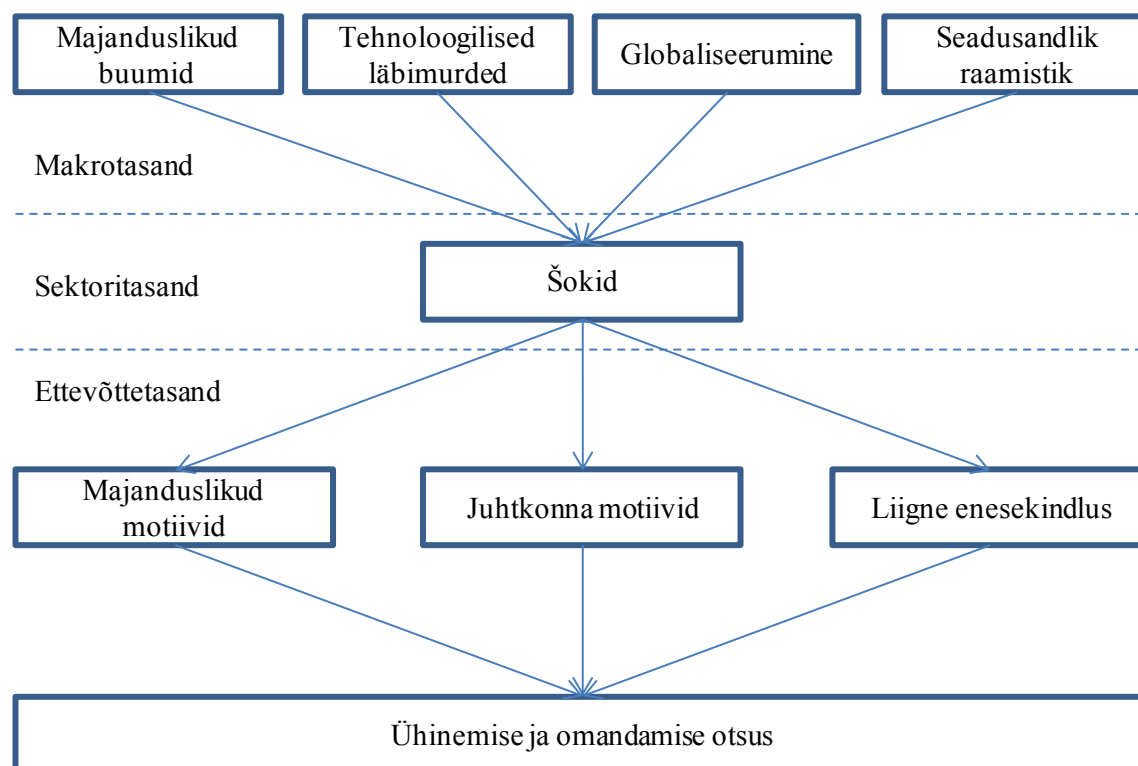 Majanduslikud
buumid
Tehnoloogilised
läbimurded
Globaliseerumine
Seadusandlik
raamistik
Makrotasand
Šokid
Sektoritasand
Ettevõttetasand
Majanduslikud
motiivid
Juhtkonna motiivid
Liigne enesekindlus
Ühinemise ja omandamise otsus